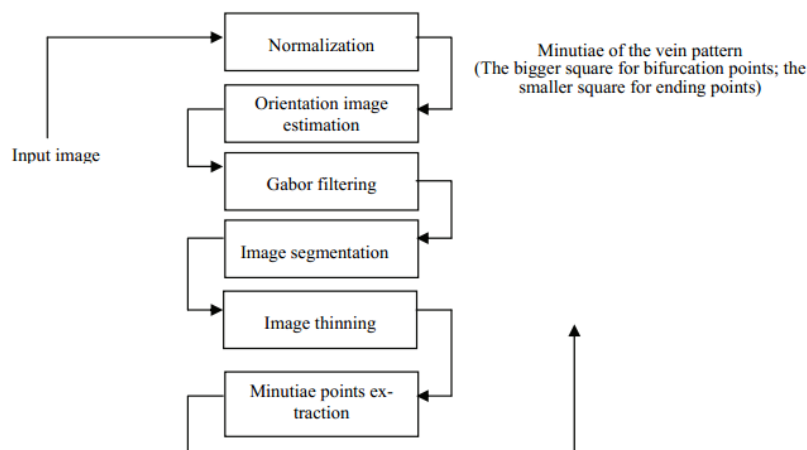 Normalization
Minutiae of the vein pattern
(The bigger square for bifurcation points; the
smaller square for ending points)
Orientation image
estimation
Input image
Gabor filtering
Image segmentation
Image thinning
Minutiae points ex-
traction